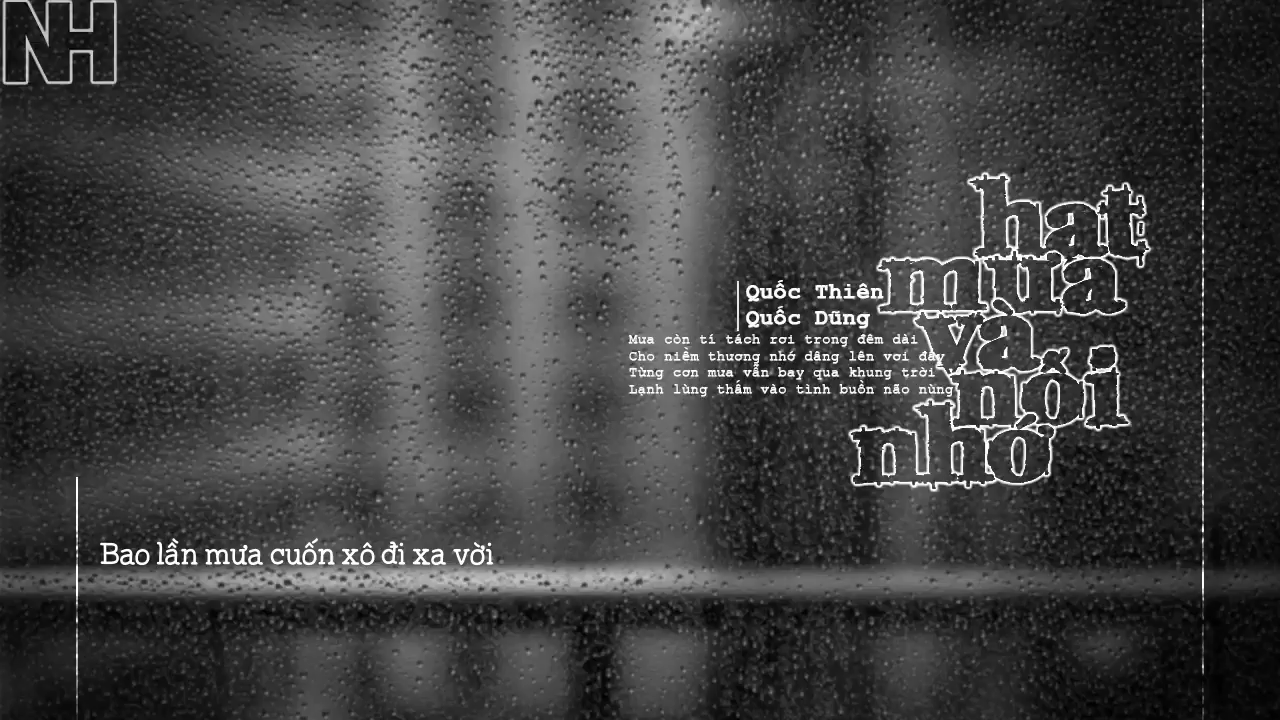 NH
hạt
mưa
và
nỗi
nhớ
Quốc Thiên
Quốc Dũng
Mưa còn tí tách rơi trong đêm dài
Cho niềm thương nhớ dâng lên vơi đầy
Từng cơn mưa vẫn bay qua khung trời
Lạnh lùng thấm vào tình buồn não nùng
Bao lần mưa cuốn xô đi xa vời